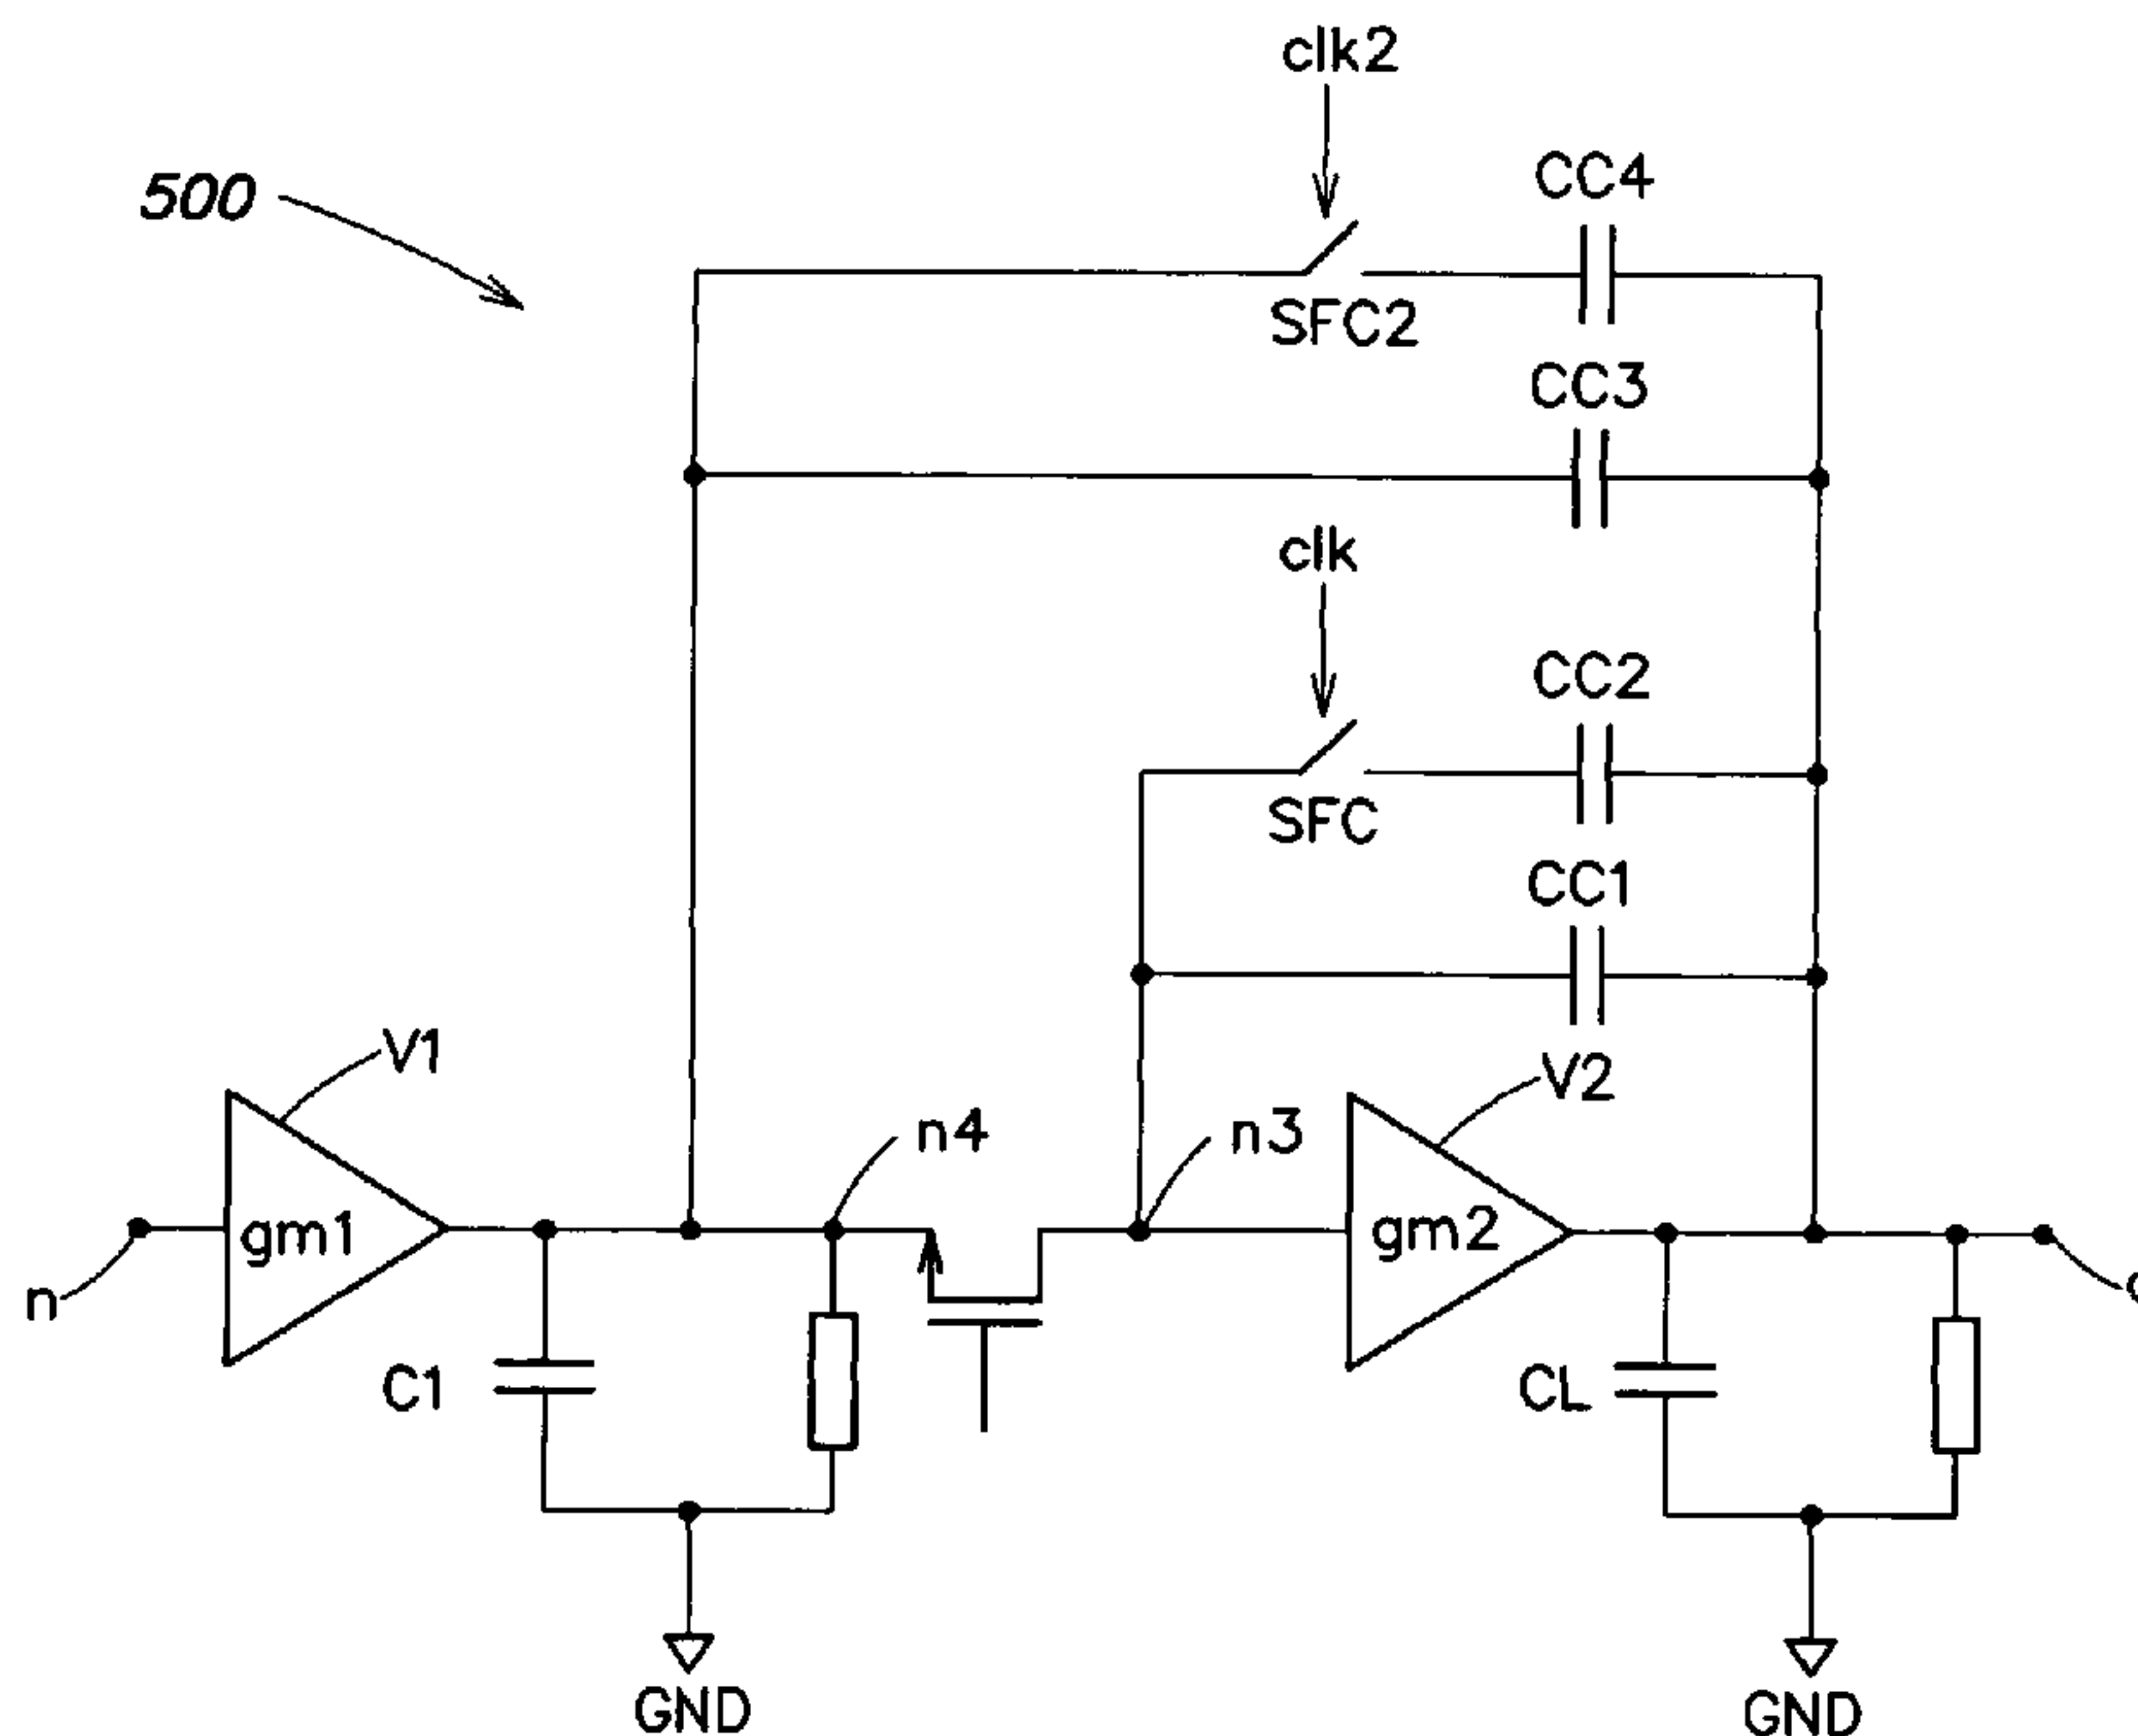 clk2
500
CC4
SFC2
CC3
clk
CC2
SFC
CC1
V1
V2
n4
n3
gm1
gm2
n
C1
CL
GND
GND